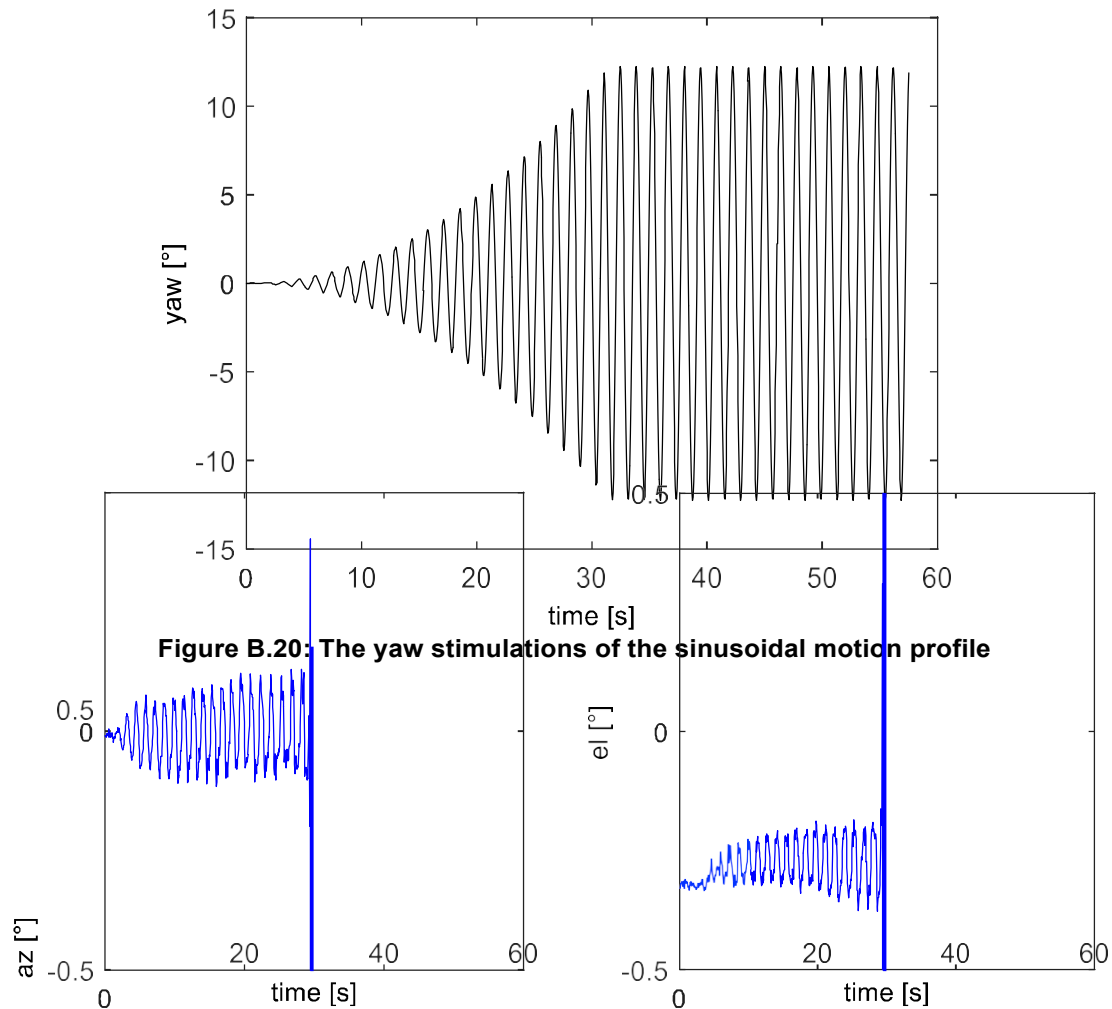 15
10
5
0
-5
-10
-15
yaw [°]
0 10 20 30 40 50 60
time [s]
Figure B.20: The yaw stimulations of the sinusoidal motion profile
0.5
0
-0.5
az [°]
0 20 40 60
time [s]
0.5
0
-0.5
el [°]
0 20 40 60
time [s]